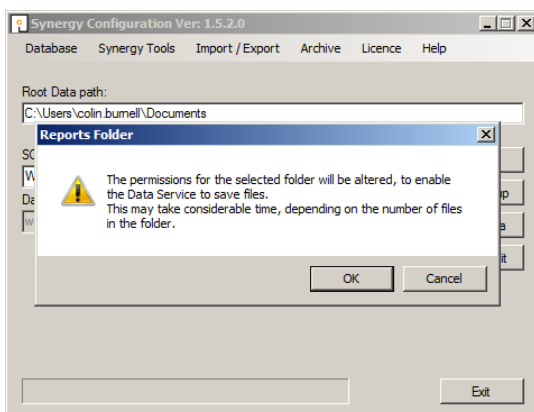 Synergy Configuration Ver: 1.5.2.0
Database Synergy Tools Import / Export Archive Licence Help
Root Data path:
C:\Users\colin.burnell\Documents
Reports Folder
The permissions for the selected folder will be altered, to enable
the Data Service to save files.
This may take considerable time, depending on the number of files
in the folder.
OK Cancel
Exit